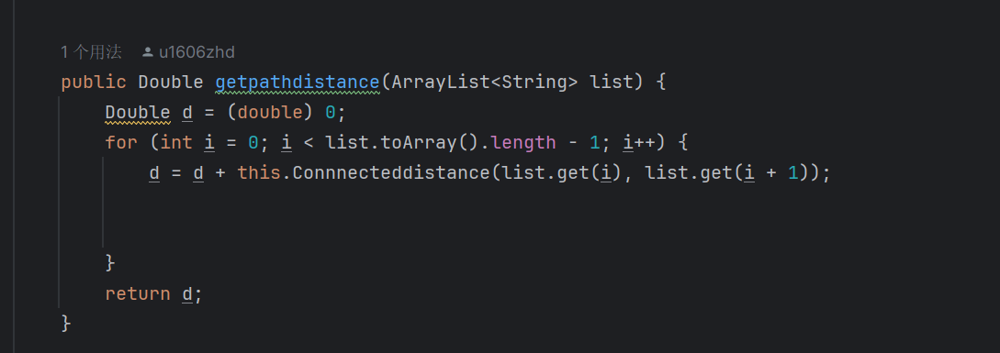 1 个用法 u1606zhd
public Double getpathdistance(ArrayList<String> list) {
Double d = (double) 0;
for (int i = 0; i < list.toArray().length - 1; i++) {
d = d + this.Connnecteddistance(list.get(i), list.get(i + 1));
}
return d;
}